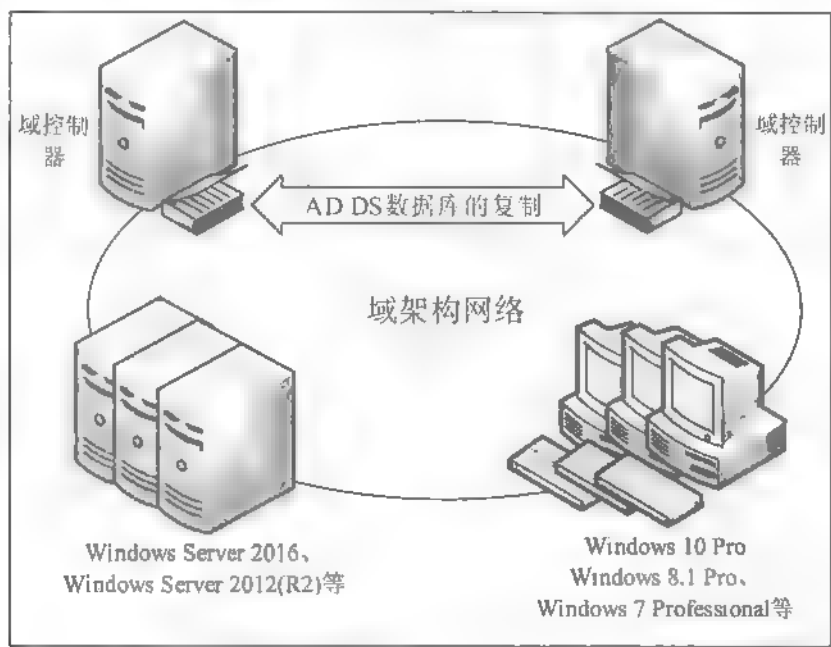 域控制
器
域控制
器
AD DS数据库的复制
域架构网络
Windows Server 2016、
Windows Server 2012(R2)等
Windows 10 Pro
Windows 8.1 Pro、
Windows 7 Professional等